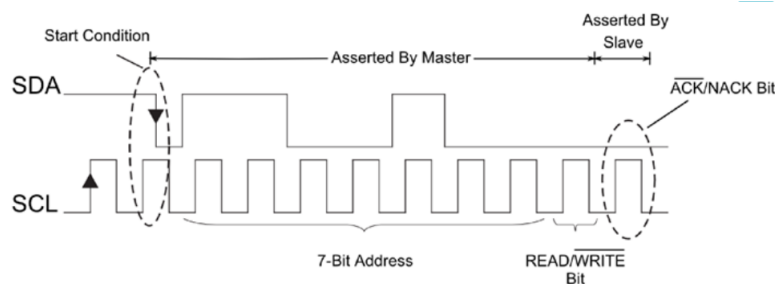 Asserted By
Slave
Start Condition
Asserted By Master
SDA
ACK/NACK Bit
SCL
7-Bit Address
READ/WRITE
Bit